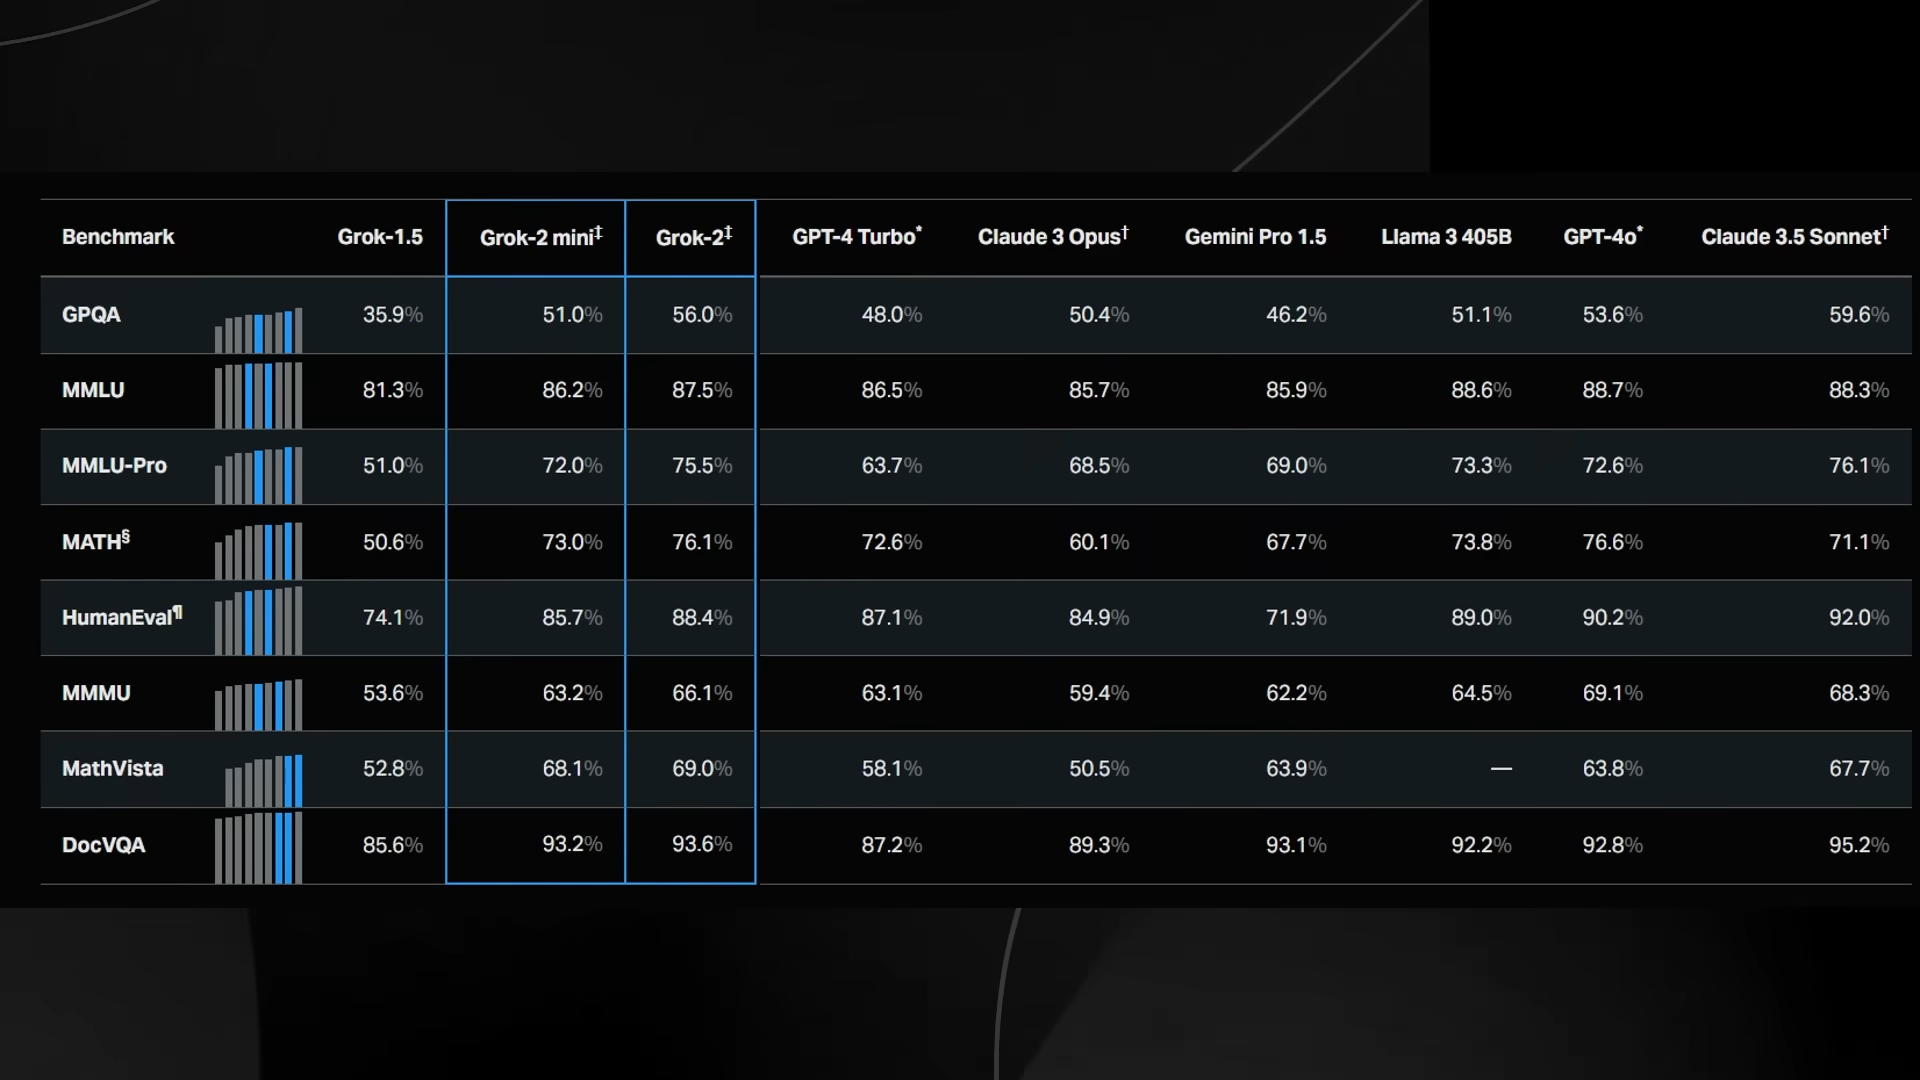 Benchmark Grok-1.5 Grok-2 mini‡ Grok-2‡ GPT-4 Turbo* Claude 3 Opus† Gemini Pro 1.5 Llama 3 405B GPT-4o* Claude 3.5 Sonnet†
GPQA 35.9% 51.0% 56.0% 48.0% 50.4% 46.2% 51.1% 53.6% 59.6%
MMLU 81.3% 86.2% 87.5% 86.5% 85.7% 85.9% 88.6% 88.7% 88.3%
MMLU-Pro 51.0% 72.0% 75.5% 63.7% 68.5% 69.0% 73.3% 72.6% 76.1%
MATH§ 50.6% 73.0% 76.1% 72.6% 60.1% 67.7% 73.8% 76.6% 71.1%
HumanEval¶ 74.1% 85.7% 88.4% 87.1% 84.9% 71.9% 89.0% 90.2% 92.0%
MMMU 53.6% 63.2% 66.1% 63.1% 59.4% 62.2% 64.5% 69.1% 68.3%
MathVista 52.8% 68.1% 69.0% 58.1% 50.5% 63.9% — 63.8% 67.7%
DocVQA 85.6% 93.2% 93.6% 87.2% 89.3% 93.1% 92.2% 92.8% 95.2%